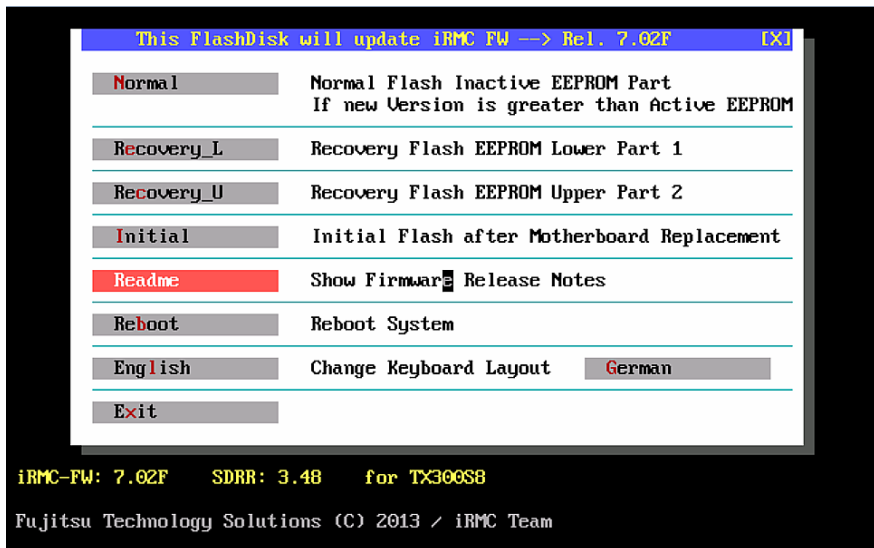 This FlashDisk will update iRMC FW --> Rel. 7.02F [X]
Normal Normal Flash Inactive EEPROM Part
If new Version is greater than Active EEPROM
Recovery_L Recovery Flash EEPROM Lower Part 1
Recovery_U Recovery Flash EEPROM Upper Part 2
Initial Initial Flash after Motherboard Replacement
Readme Show Firmware Release Notes
Reboot Reboot System
English Change Keyboard Layout German
Exit
iRMC-FW: 7.02F SDRR: 3.48 for TX300S8
Fujitsu Technology Solutions (C) 2013 / iRMC Team